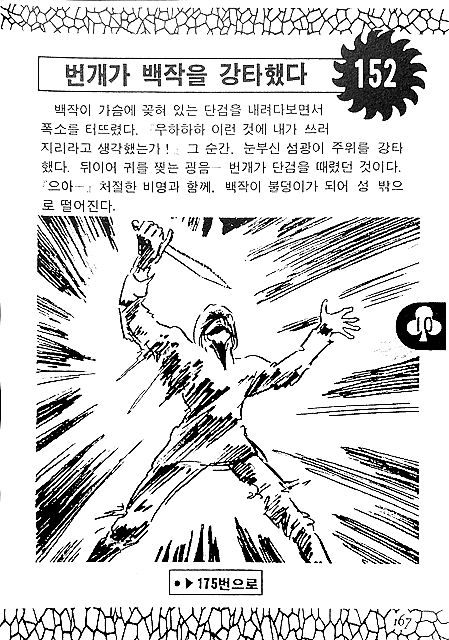 번개가 백작을 강타했다
152
백작이 가슴에 꽂혀 있는 단검을 내려다보면서
폭소를 터뜨렸다. 『우하하하 이런 것에 내가 쓰러
지리라고 생각했는가!』 그 순간. 눈부신 섬광이 주위를 강타
했다. 뒤이어 귀를 찢는 굉음─ 번개가 단검을 때렸던 것이다.
『으아─』 처절한 비명과 함께. 백작이 불덩이가 되어 성 밖으
로 떨어진다.
10
•▶175번으로
167